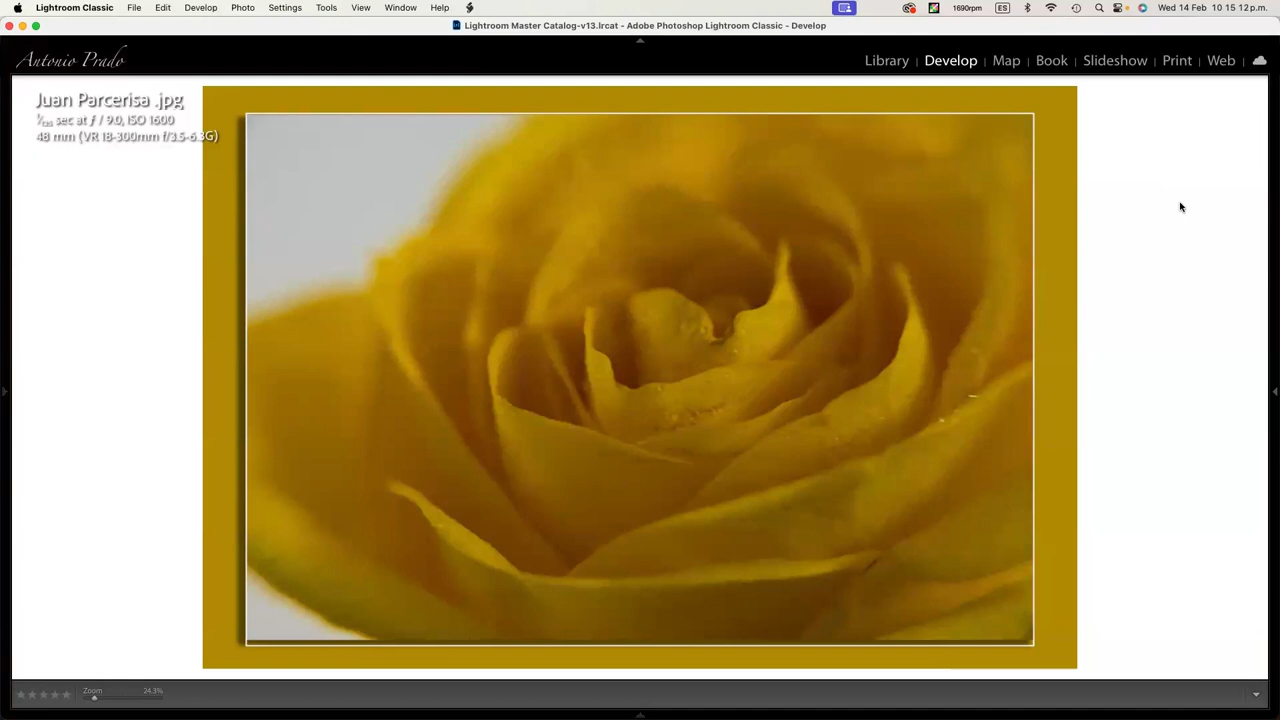 Lightroom Classic File Edit Develop Photo Settings Tools View Window Help 1690rpm ES Wed 14 Feb 10 15 12 p.m.
Lightroom Master Catalog-v13.lrcat - Adobe Photoshop Lightroom Classic - Develop
Antonio Prado
Library | Develop | Map | Book | Slideshow | Print | Web
Juan Parcerisa .jpg
sec at ƒ / 9.0, ISO 1600
48 mm (VR 18-300mm f/3.5-6.3G)
Zoom 24.3%